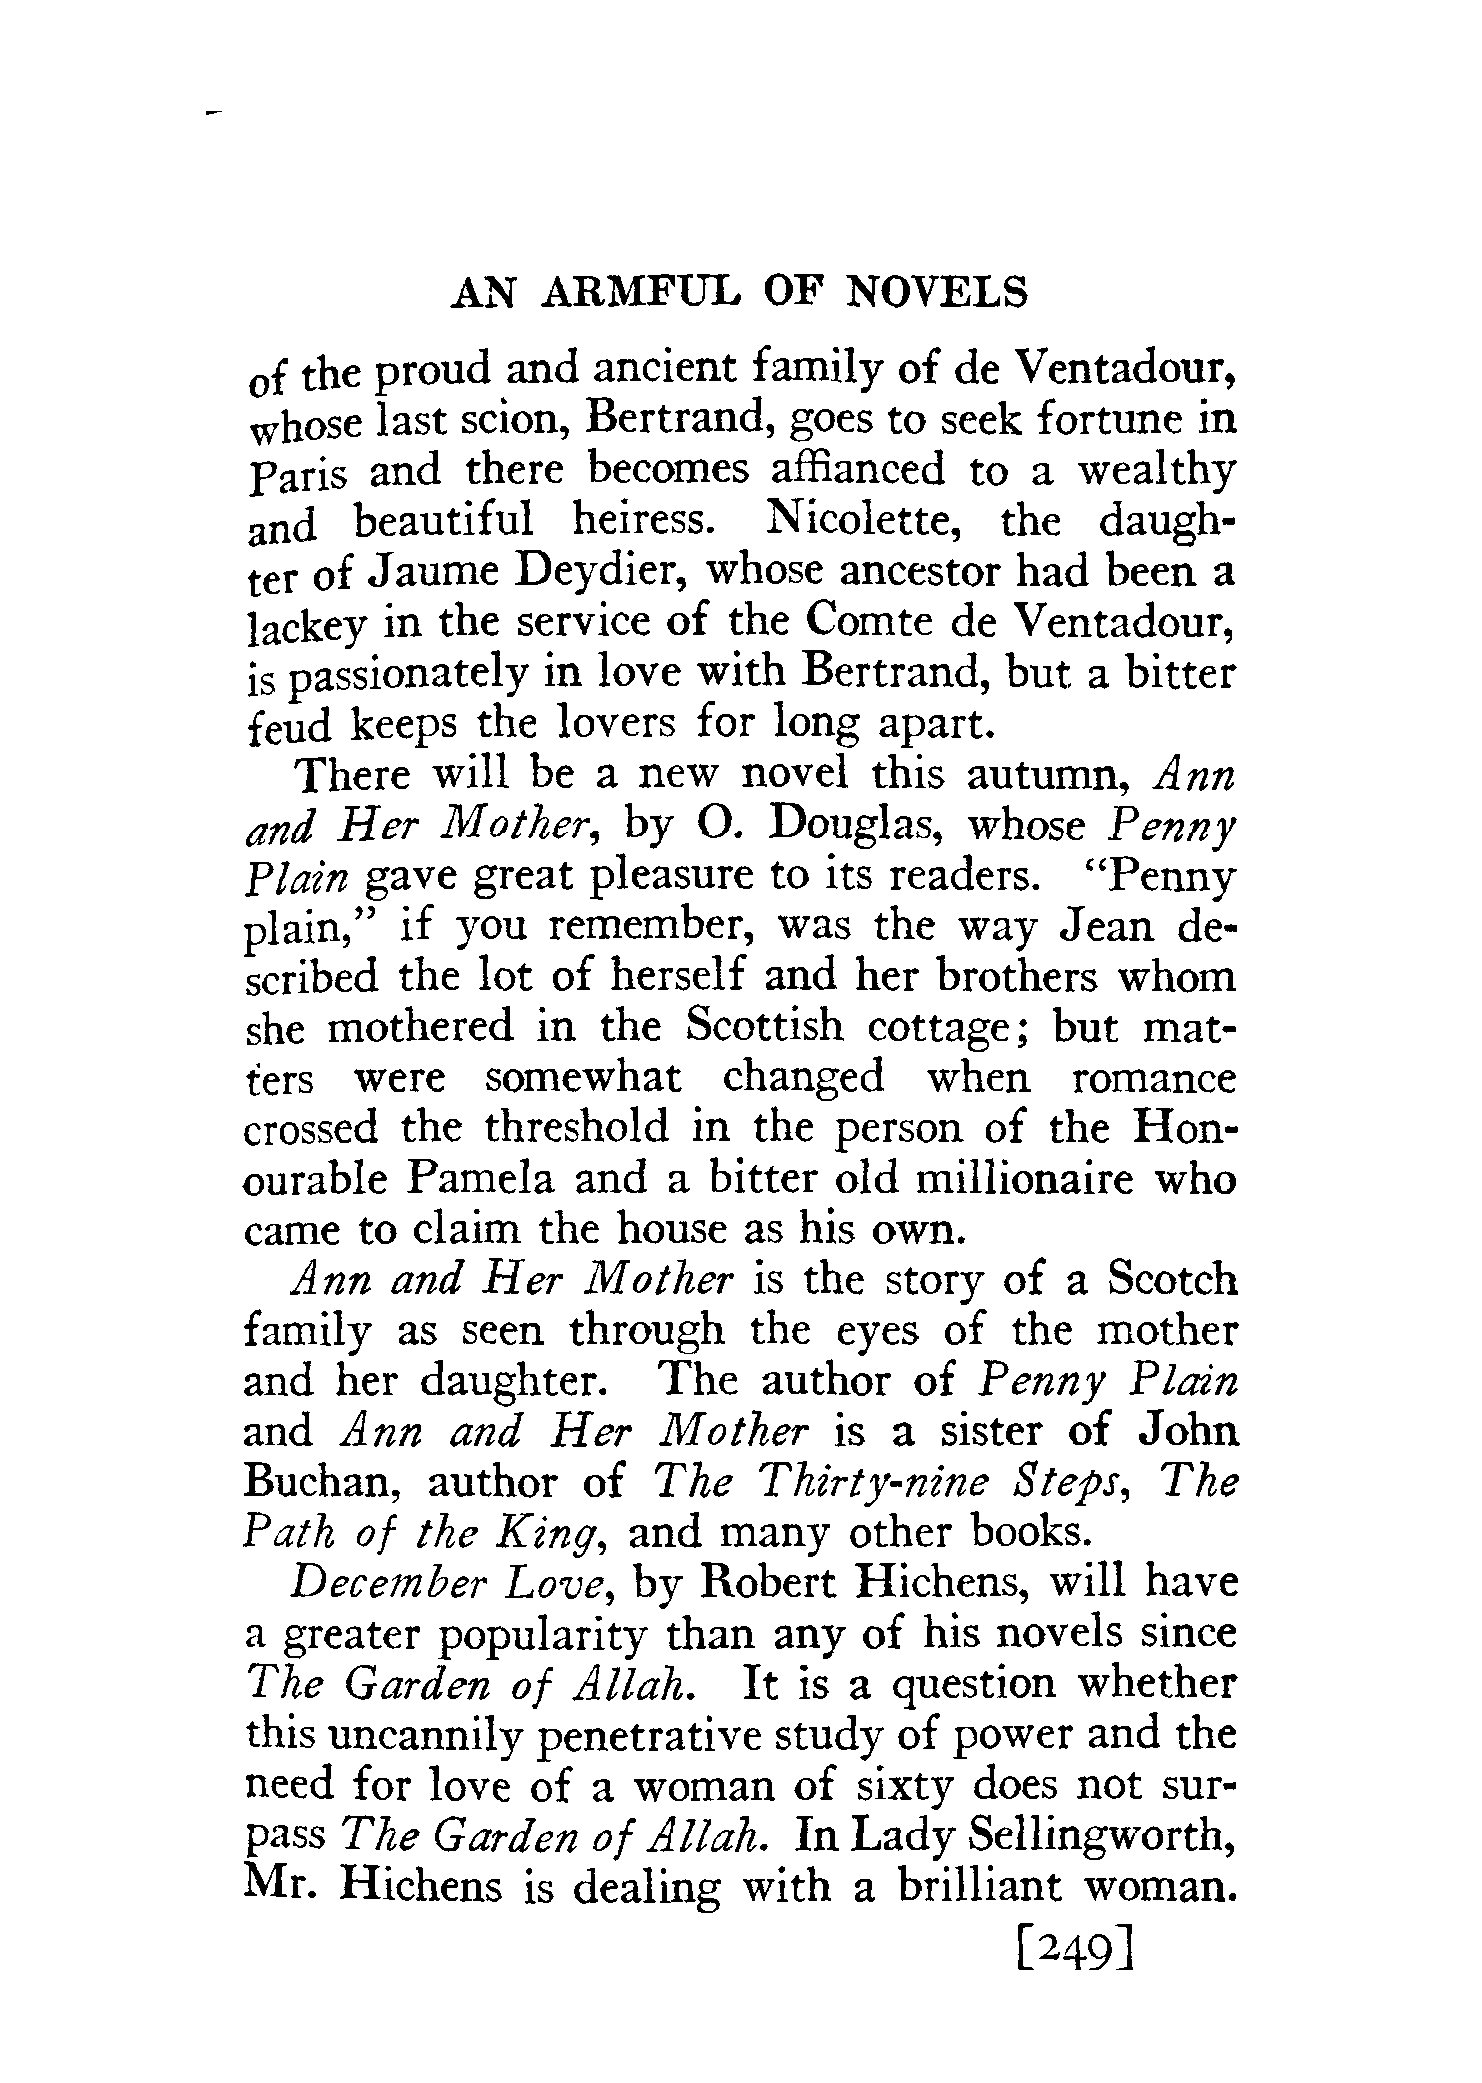 AN ARMFUL OF NOVELS
of the proud and ancient family of de Ventadour,
whose last scion, Bertrand, goes to seek fortune in
Paris and there becomes affianced to a wealthy
and beautiful heiress. Nicolette, the daugh-
ter of Jaume Deydier, whose ancestor had been a
lackey in the service of the Comte de Ventadour,
is passionately in love with Bertrand, but a bitter
feud keeps the lovers for long apart.
There will be a new novel this autumn, Ann
and Her Mother, by O. Douglas, whose Penny
Plain gave great pleasure to its readers. “Penny
plain,” if you remember, was the way Jean de-
scribed the lot of herself and her brothers whom
she mothered in the Scottish cottage; but mat-
ters were somewhat changed when romance
crossed the threshold in the person of the Hon-
ourable Pamela and a bitter old millionaire who
came to claim the house as his own.
Ann and Her Mother is the story of a Scotch
family as seen through the eyes of the mother
and her daughter. The author of Penny Plain
and Ann and Her Mother is a sister of John
Buchan, author of The Thirty-nine Steps, The
Path of the King, and many other books.
December Love, by Robert Hichens, will have
a greater popularity than any of his novels since
The Garden of Allah. It is a question whether
this uncannily penetrative study of power and the
need for love of a woman of sixty does not sur-
pass The Garden of Allah. In Lady Sellingworth,
Mr. Hichens is dealing with a brilliant woman.
[249]